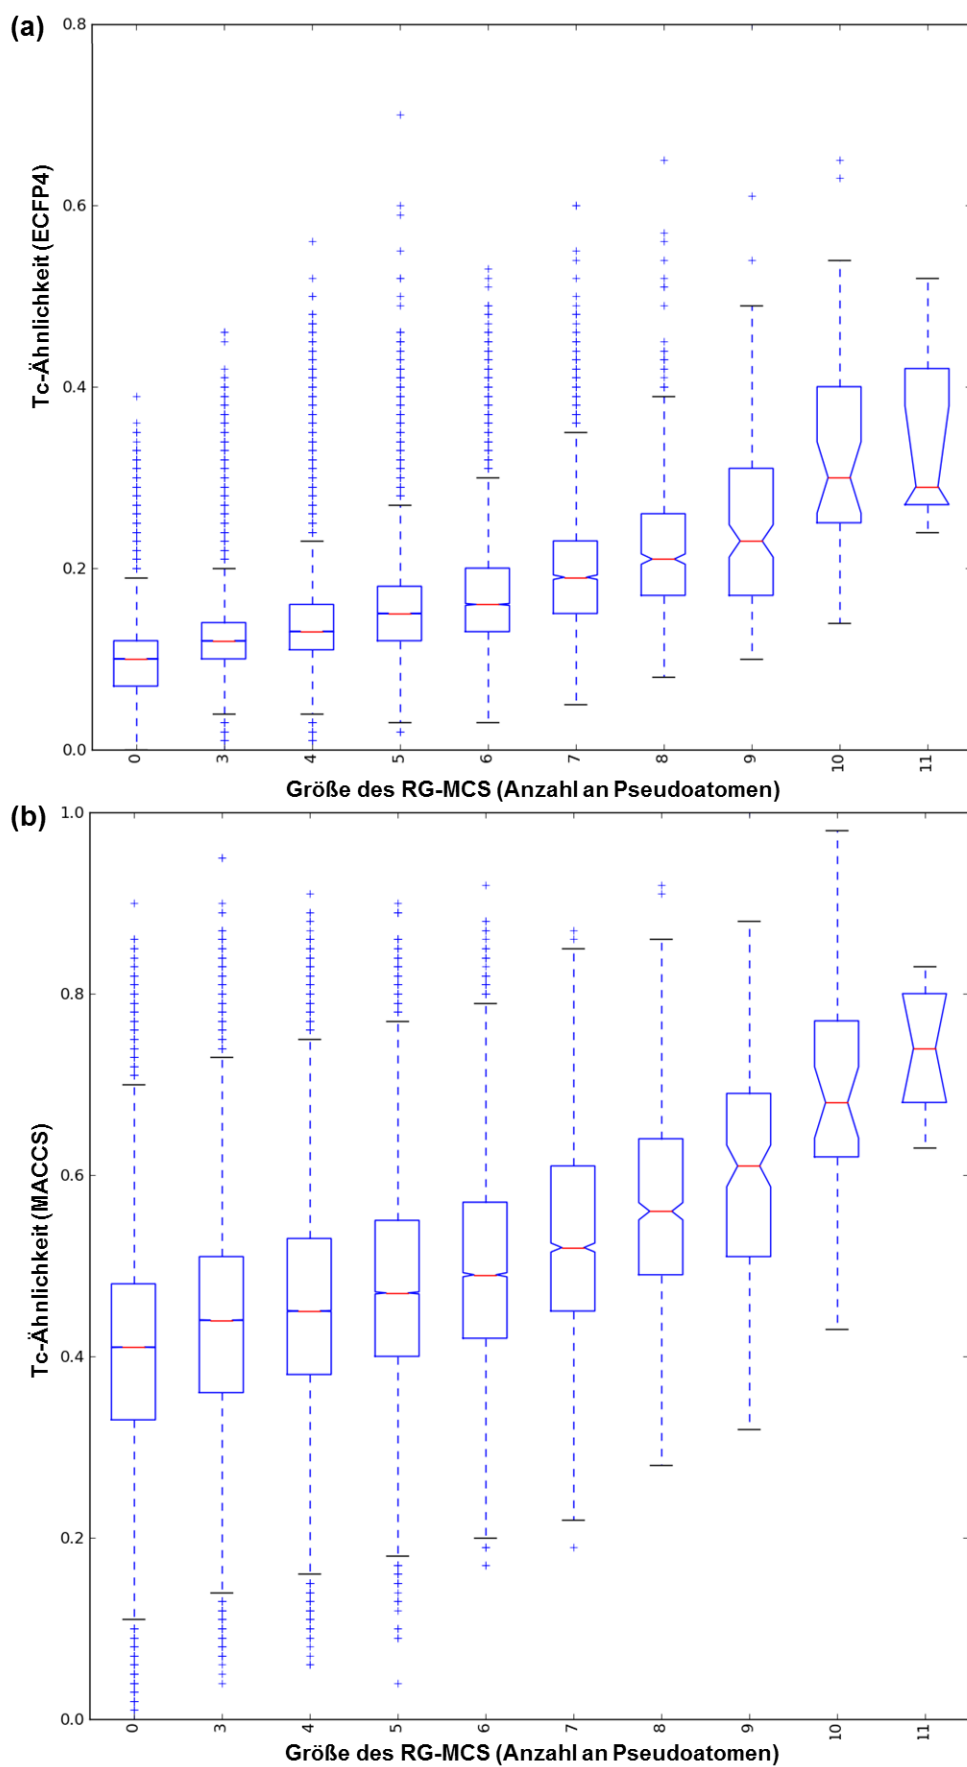 (a)
Tc-Ähnlichkeit (ECFP4)
0.8
0.6
0.4
0.2
0.0
0 3 4 5 6 7 8 9 10 11
Größe des RG-MCS (Anzahl an Pseudoatomen)
(b)
Tc-Ähnlichkeit (MACCS)
1.0
0.8
0.6
0.4
0.2
0.0
0 3 4 5 6 7 8 9 10 11
Größe des RG-MCS (Anzahl an Pseudoatomen)